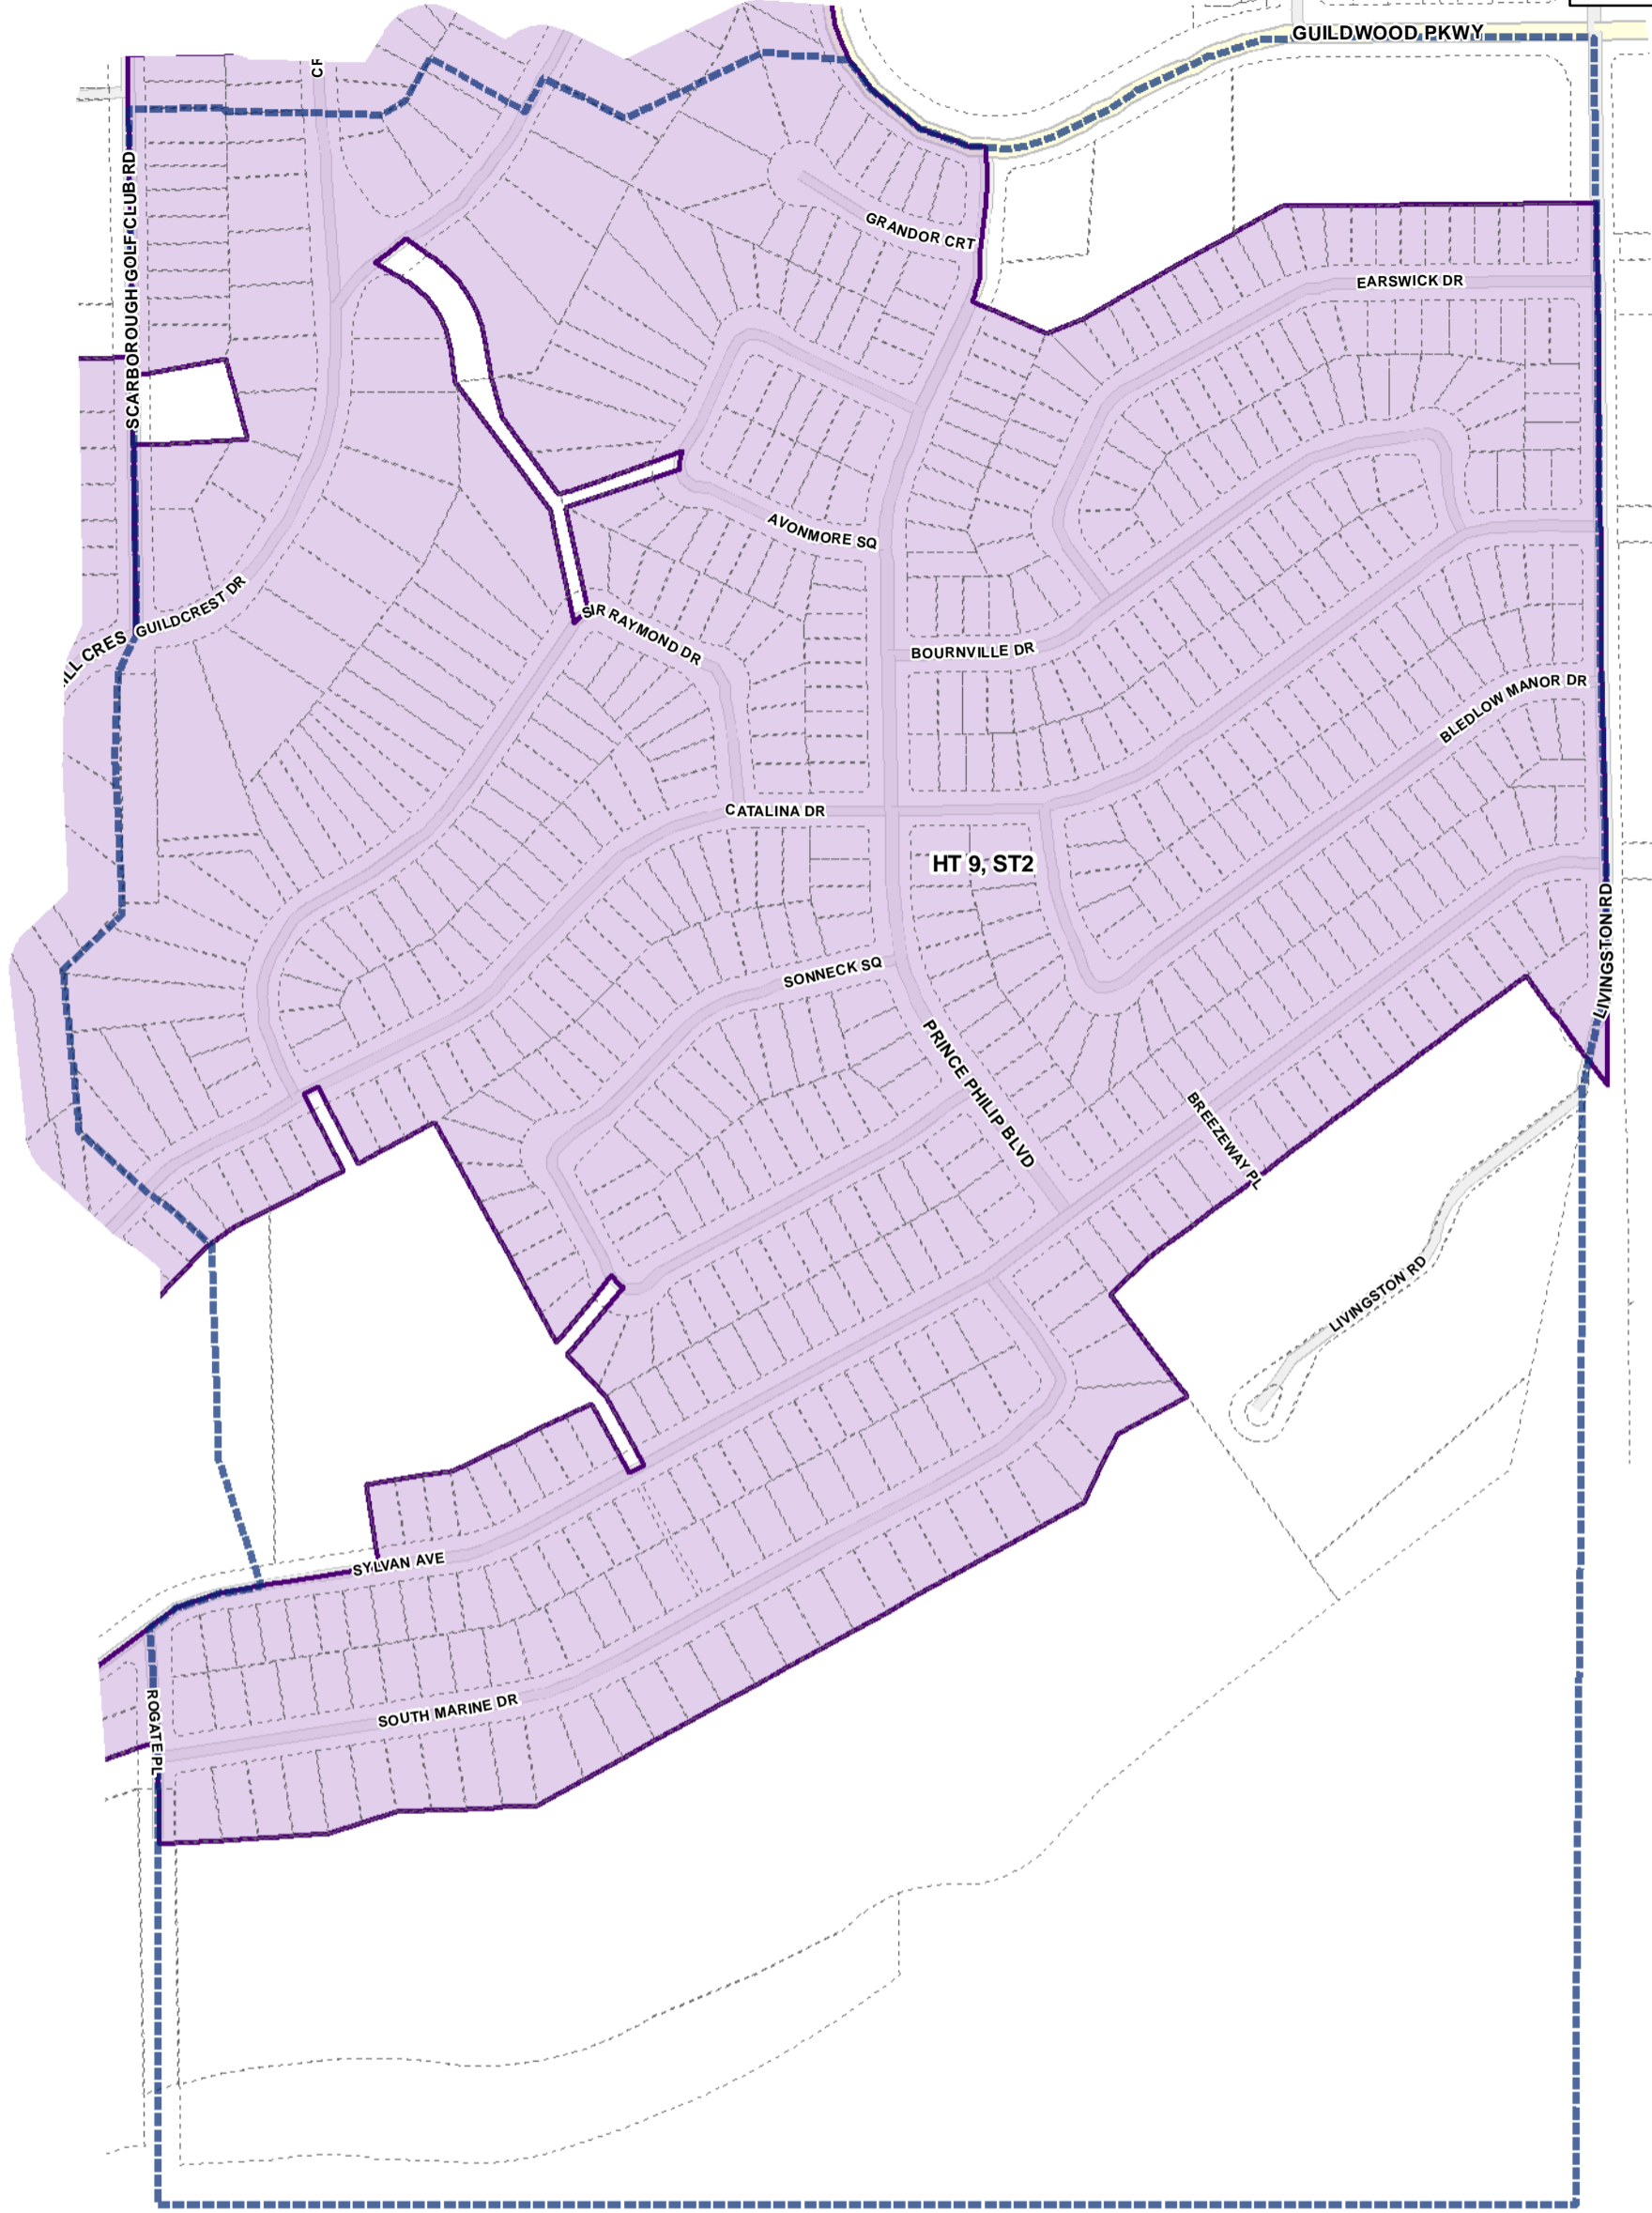 GUILDWOOD PKWY
SCARBOROUGH GOLF CLUB RD
GRANDOR CRT
EARSWICK DR
AVONMORE SQ
GUILDCREST DR
SIR RAYMOND DR
BOURNVILLE DR
BLEDLOW MANOR DR
CATALINA DR
HT 9, ST2
LIVINGSTON RD
SONNECK SQ
PRINCE PHILIP BLVD
BREEZEWAY PL
LIVINGSTON RD
SYLVAN AVE
SOUTH MARINE DR
ROGATE PL